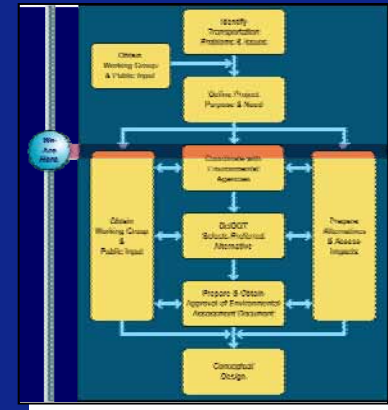 Identify
Transportation
Problems & Issues
Obtain
Working Group
& Public Input
Define Project
Purpose & Need
We
Are
Here
Coordinate with
Environmental
Agencies
Obtain
Working Group
&
Public Input
DelDOT
Selects Preferred
Alternative
Prepare
Alternatives
& Assess
Impacts
Prepare & Obtain
Approval of Environmental
Assessment Document
Conceptual
Design